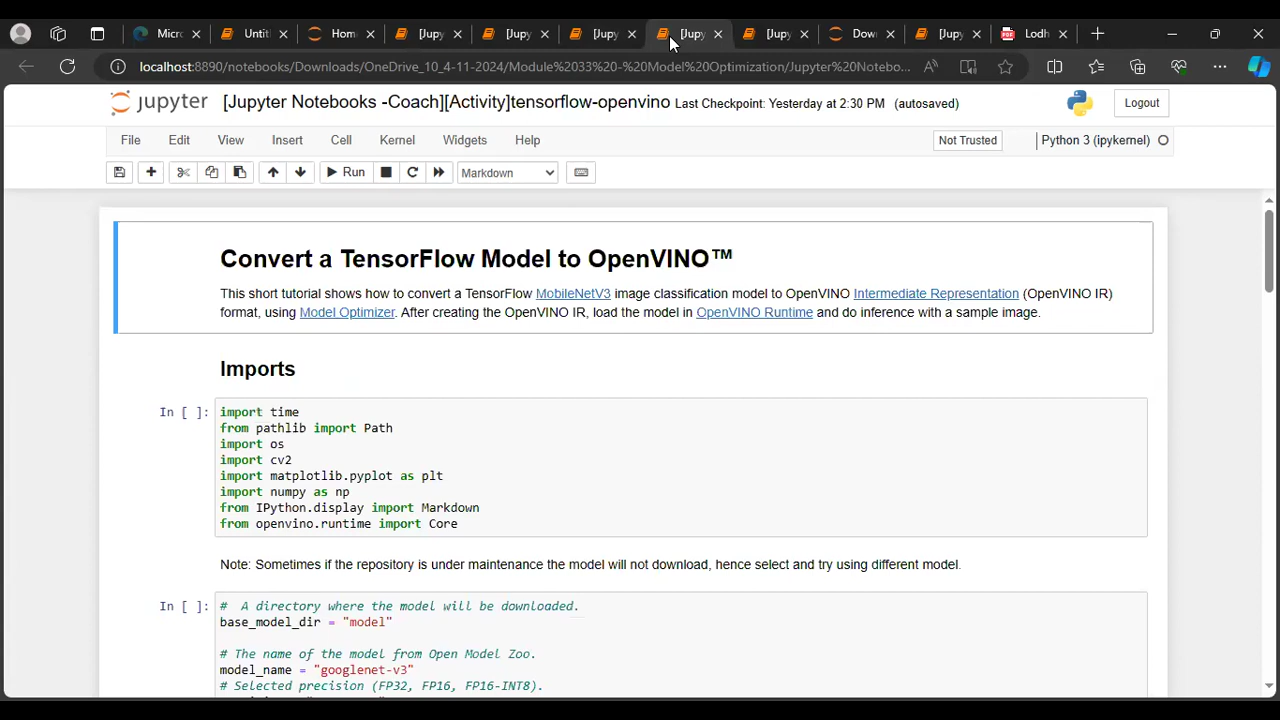 Micro
Untit
Hom
[Jupy
[Jupy
[Jupy
[Jupy
[Jupy
Down
[Jupy
Lodh
localhost:8890/notebooks/Downloads/OneDrive_10_4-11-2024/Module%2033%20-%20Model%20Optimization/Jupyter%20Notebo...
jupyter [Jupyter Notebooks -Coach][Activity]tensorflow-openvino Last Checkpoint: Yesterday at 2:30 PM (autosaved) Logout
File Edit View Insert Cell Kernel Widgets Help Not Trusted Python 3 (ipykernel)
Run Markdown
Convert a TensorFlow Model to OpenVINO™
This short tutorial shows how to convert a TensorFlow MobileNetV3 image classification model to OpenVINO Intermediate Representation (OpenVINO IR)
format, using Model Optimizer. After creating the OpenVINO IR, load the model in OpenVINO Runtime and do inference with a sample image.
Imports
In [ ]: import time
from pathlib import Path
import os
import cv2
import matplotlib.pyplot as plt
import numpy as np
from IPython.display import Markdown
from openvino.runtime import Core
Note: Sometimes if the repository is under maintenance the model will not download, hence select and try using different model.
In [ ]: # A directory where the model will be downloaded.
base_model_dir = "model"
# The name of the model from Open Model Zoo.
model_name = "googlenet-v3"
# Selected precision (FP32, FP16, FP16-INT8).